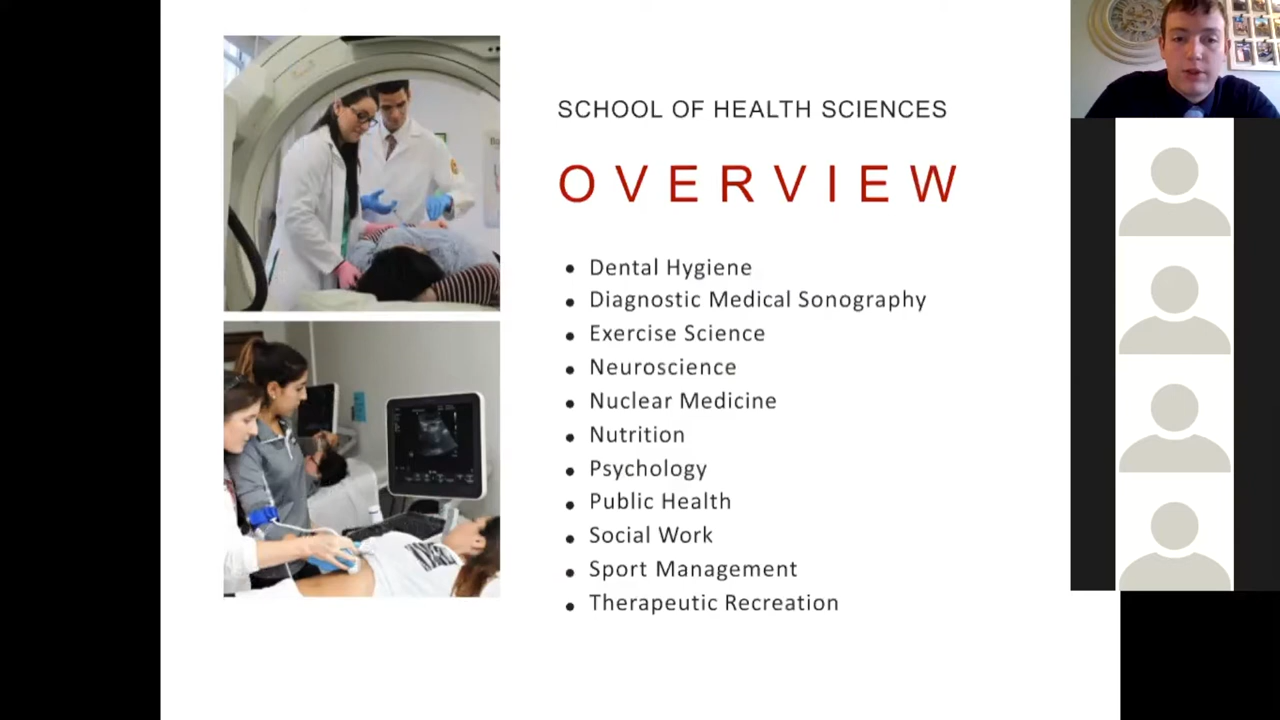 SCHOOL OF HEALTH SCIENCES
OVERVIEW
• Dental Hygiene
• Diagnostic Medical Sonography
• Exercise Science
• Neuroscience
• Nuclear Medicine
• Nutrition
• Psychology
• Public Health
• Social Work
• Sport Management
• Therapeutic Recreation